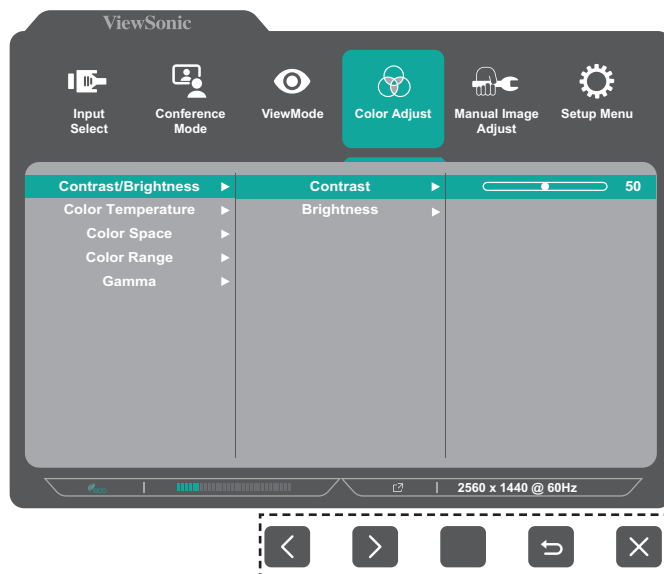 ViewSonic
Input
Select
Conference
Mode
ViewMode
Color Adjust
Manual Image
Adjust
Setup Menu
Contrast/Brightness
Contrast
50
Color Temperature
Brightness
Color Space
Color Range
Gamma
eco
2560 x 1440 @ 60Hz